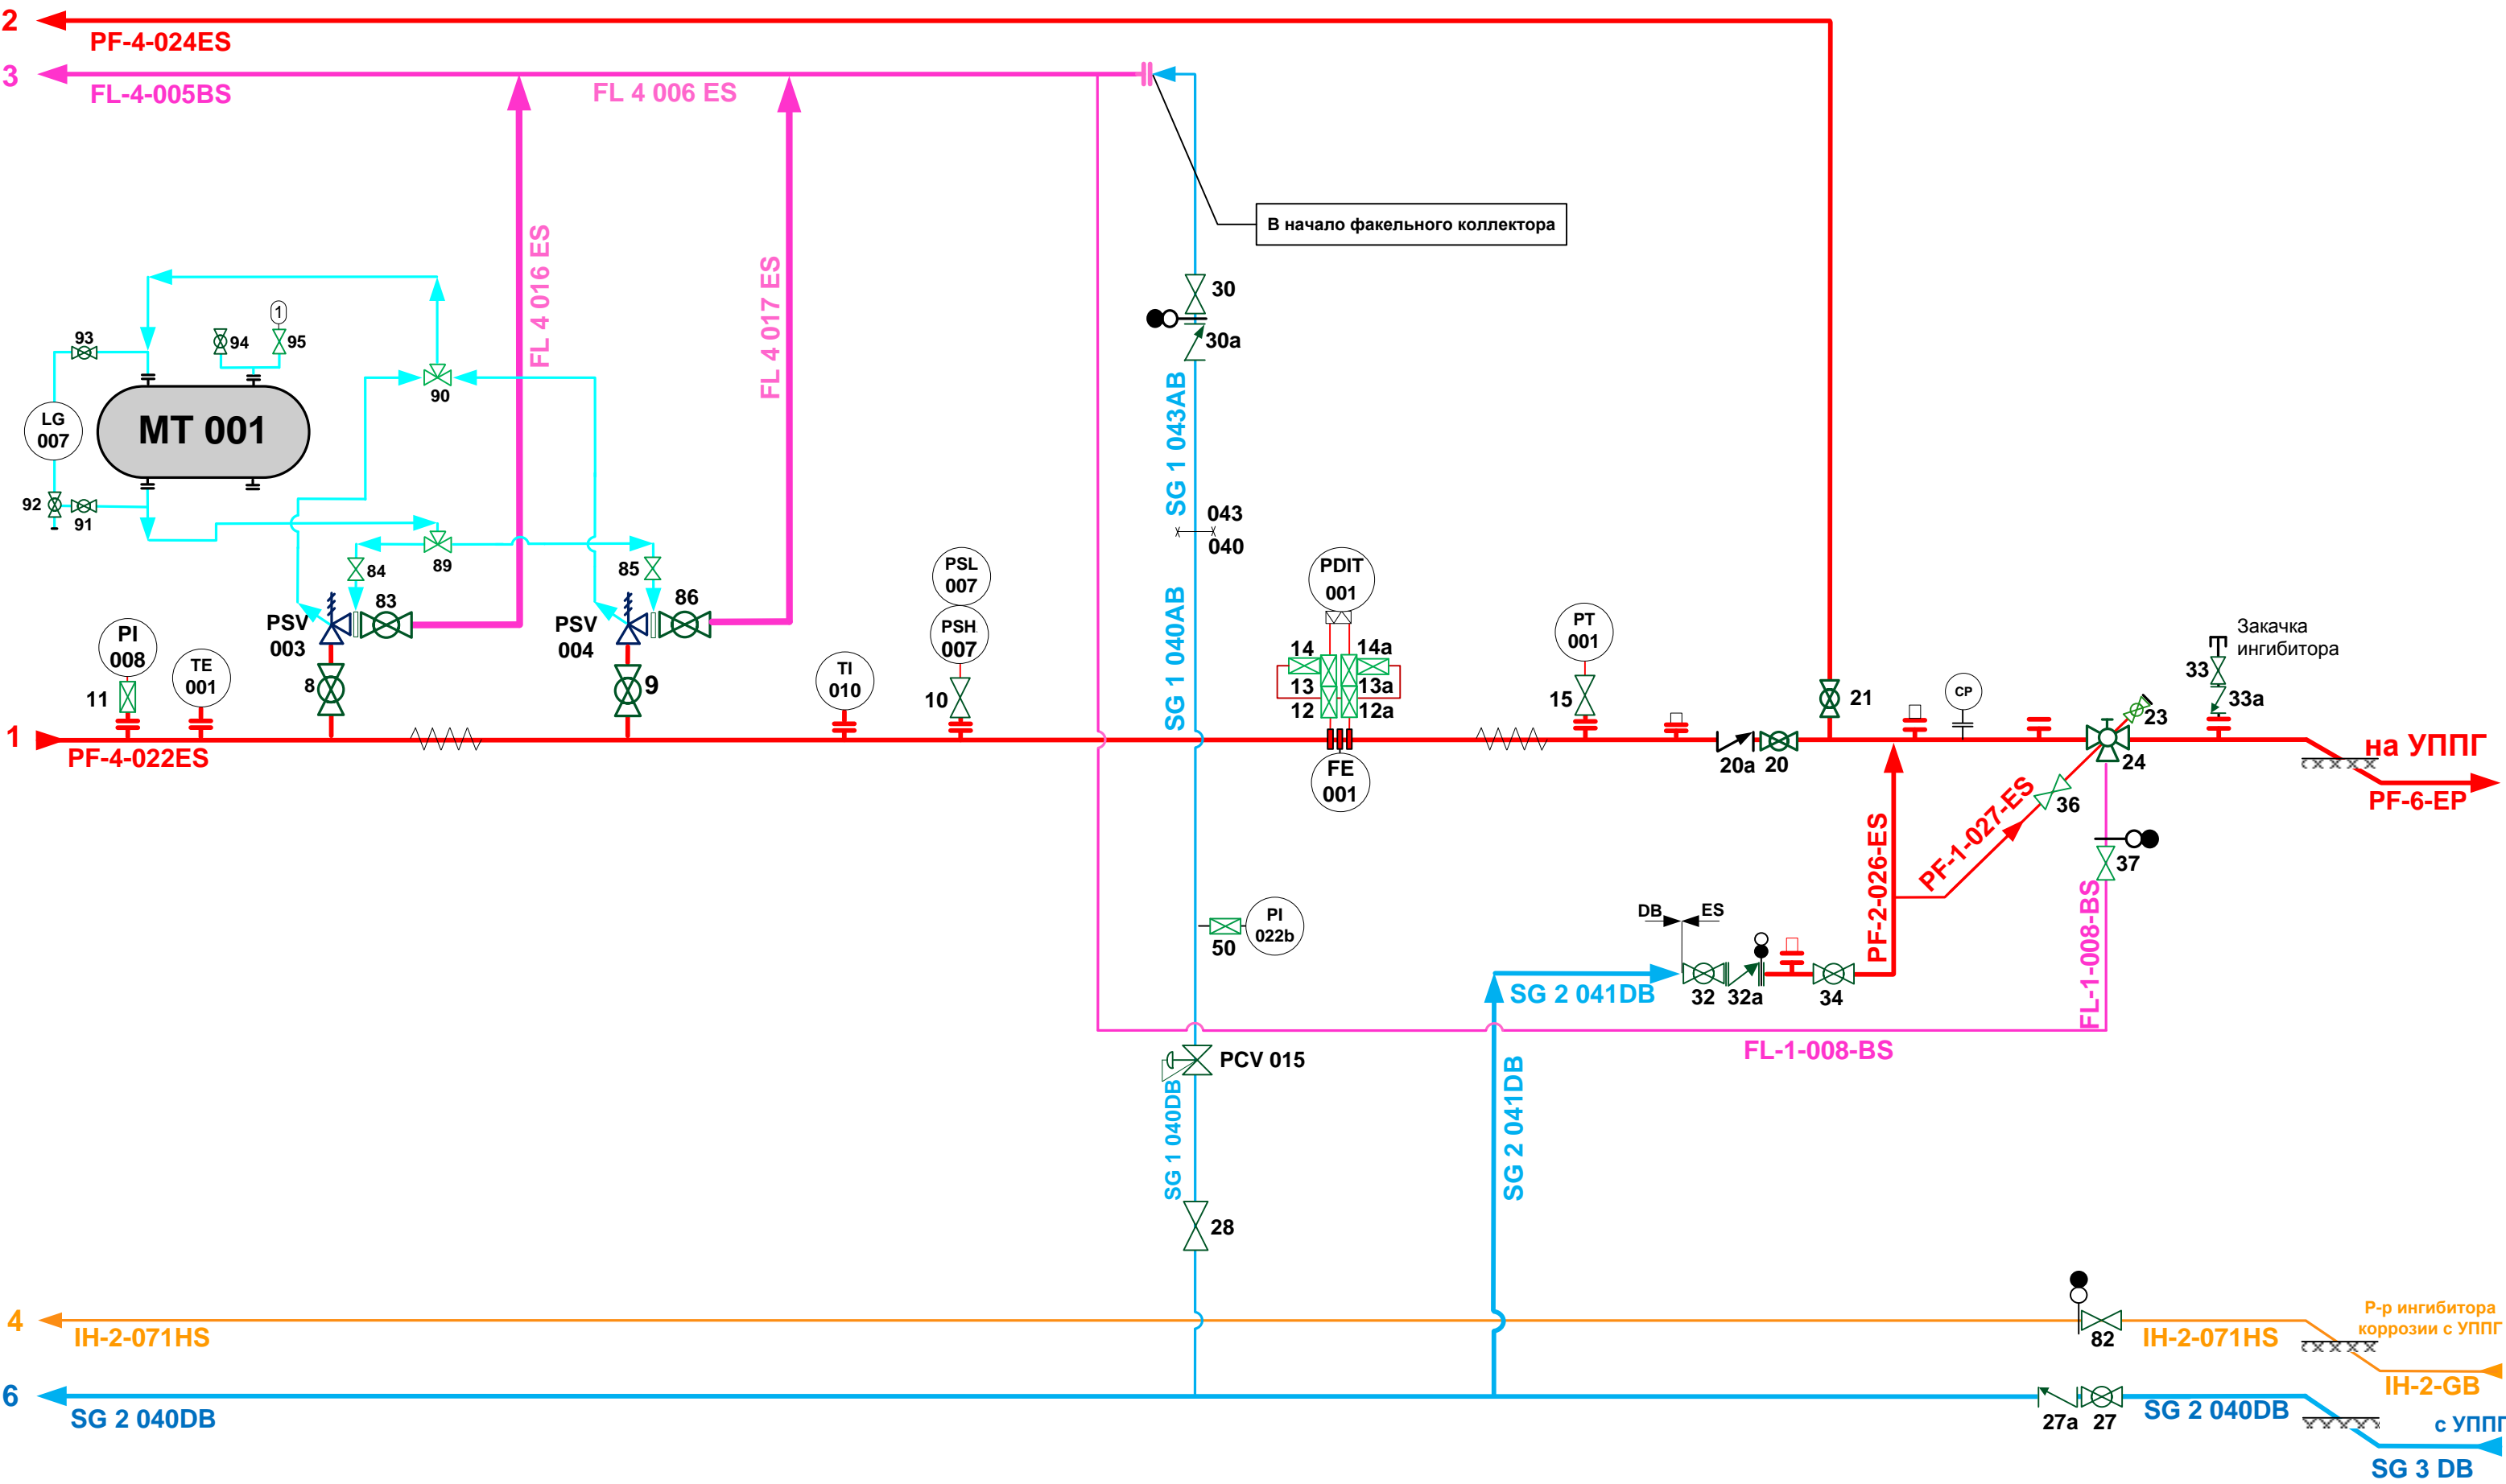 2
PF-4-024ES
3
FL-4-005BS
FL 4 006 ES
В начало факельного коллектора
FL 4 016 ES
FL 4 017 ES
30
30a
SG 1 043AB
043
040
SG 1 040AB
93
94
1
95
90
LG
007
MT 001
92
91
84
89
85
83
86
PSV
003
PSV
004
8
9
PI
008
11
TE
001
TI
010
PSL
007
PSH
007
10
PDIT
001
14
14a
13
13a
12
12a
FE
001
PT
001
15
20a
20
21
CP
23
24
Закачка
ингибитора
33
33a
1
PF-4-022ES
на УППГ
PF-6-EP
PF-2-026-ES
PF-1-027-ES
36
37
FL-1-008-BS
FL-1-008-BS
PI
022b
50
DB
ES
32
32a
34
SG 2 041DB
SG 2 041DB
PCV 015
SG 1 040DB
28
4
IH-2-071HS
82
IH-2-071HS
Р-р ингибитора
коррозии с УППГ
IH-2-GB
6
SG 2 040DB
27a
27
SG 2 040DB
с УППГ
SG 3 DB